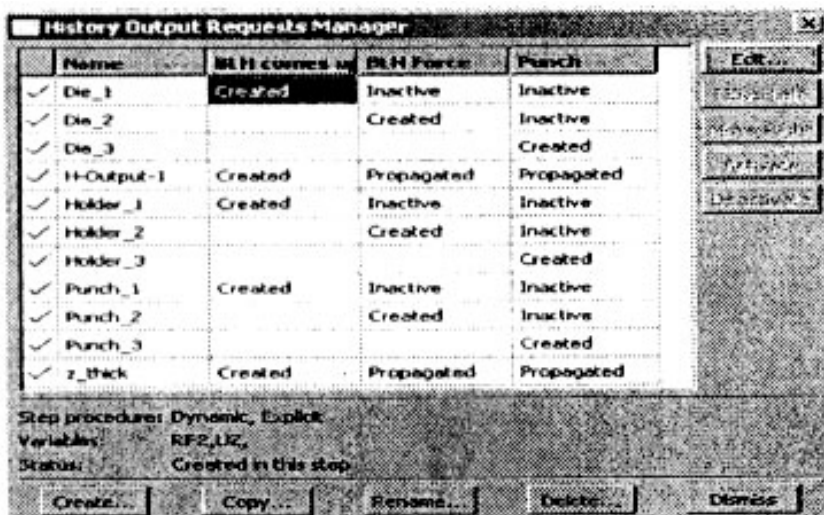 History Output Requests Manager
Name BLH comes up BLH Force Punch Edit...
Die_1 Created Inactive Inactive
Die_2 Created Inactive
Die_3 Created
H-Output-1 Created Propagated Propagated
Holder_1 Created Inactive Inactive
Holder_2 Created Inactive
Holder_3 Created
Punch_1 Created Inactive Inactive
Punch_2 Created Inactive
Punch_3 Created
z_thick Created Propagated Propagated
Step procedure: Dynamic, Explicit
Variables: RF2,U2,
Status: Created in this step
Create... Copy... Rename... Delete... Dismiss